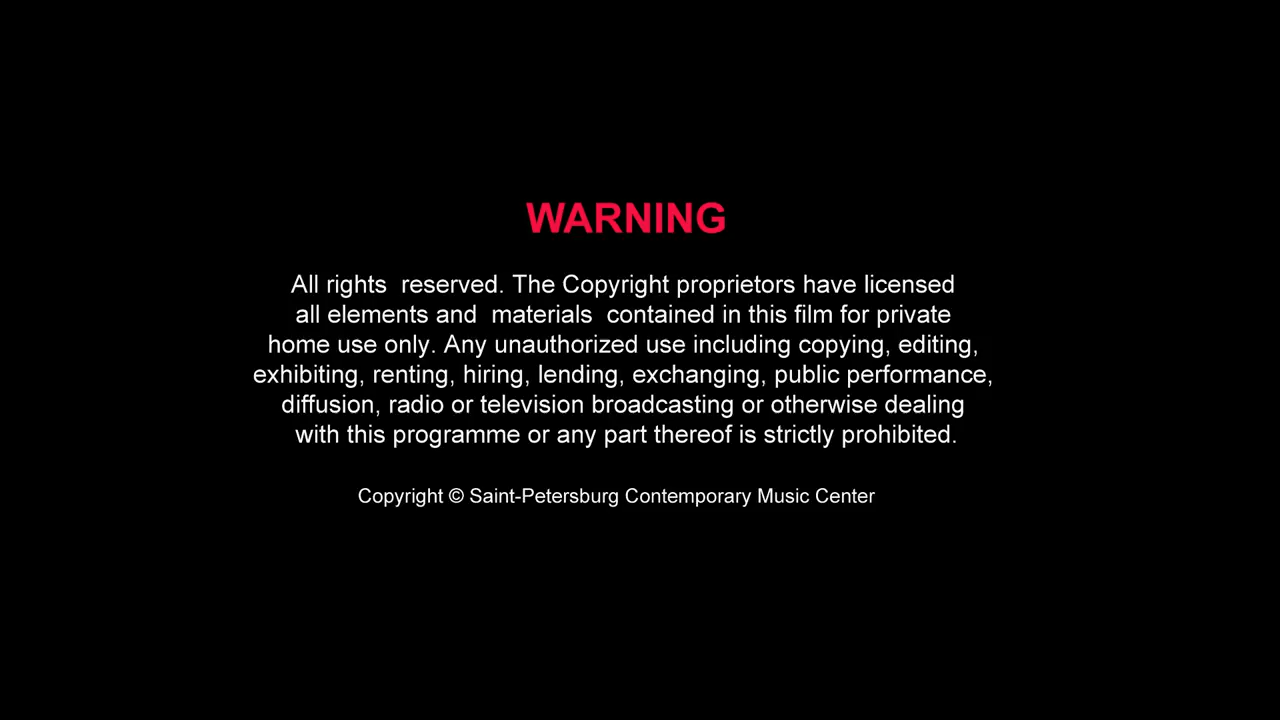 WARNING
All rights  reserved. The Copyright proprietors have licensed
all elements and  materials  contained in this film for private
home use only. Any unauthorized use including copying, editing,
exhibiting, renting, hiring, lending, exchanging, public performance,
diffusion, radio or television broadcasting or otherwise dealing
with this programme or any part thereof is strictly prohibited.
Copyright © Saint-Petersburg Contemporary Music Center